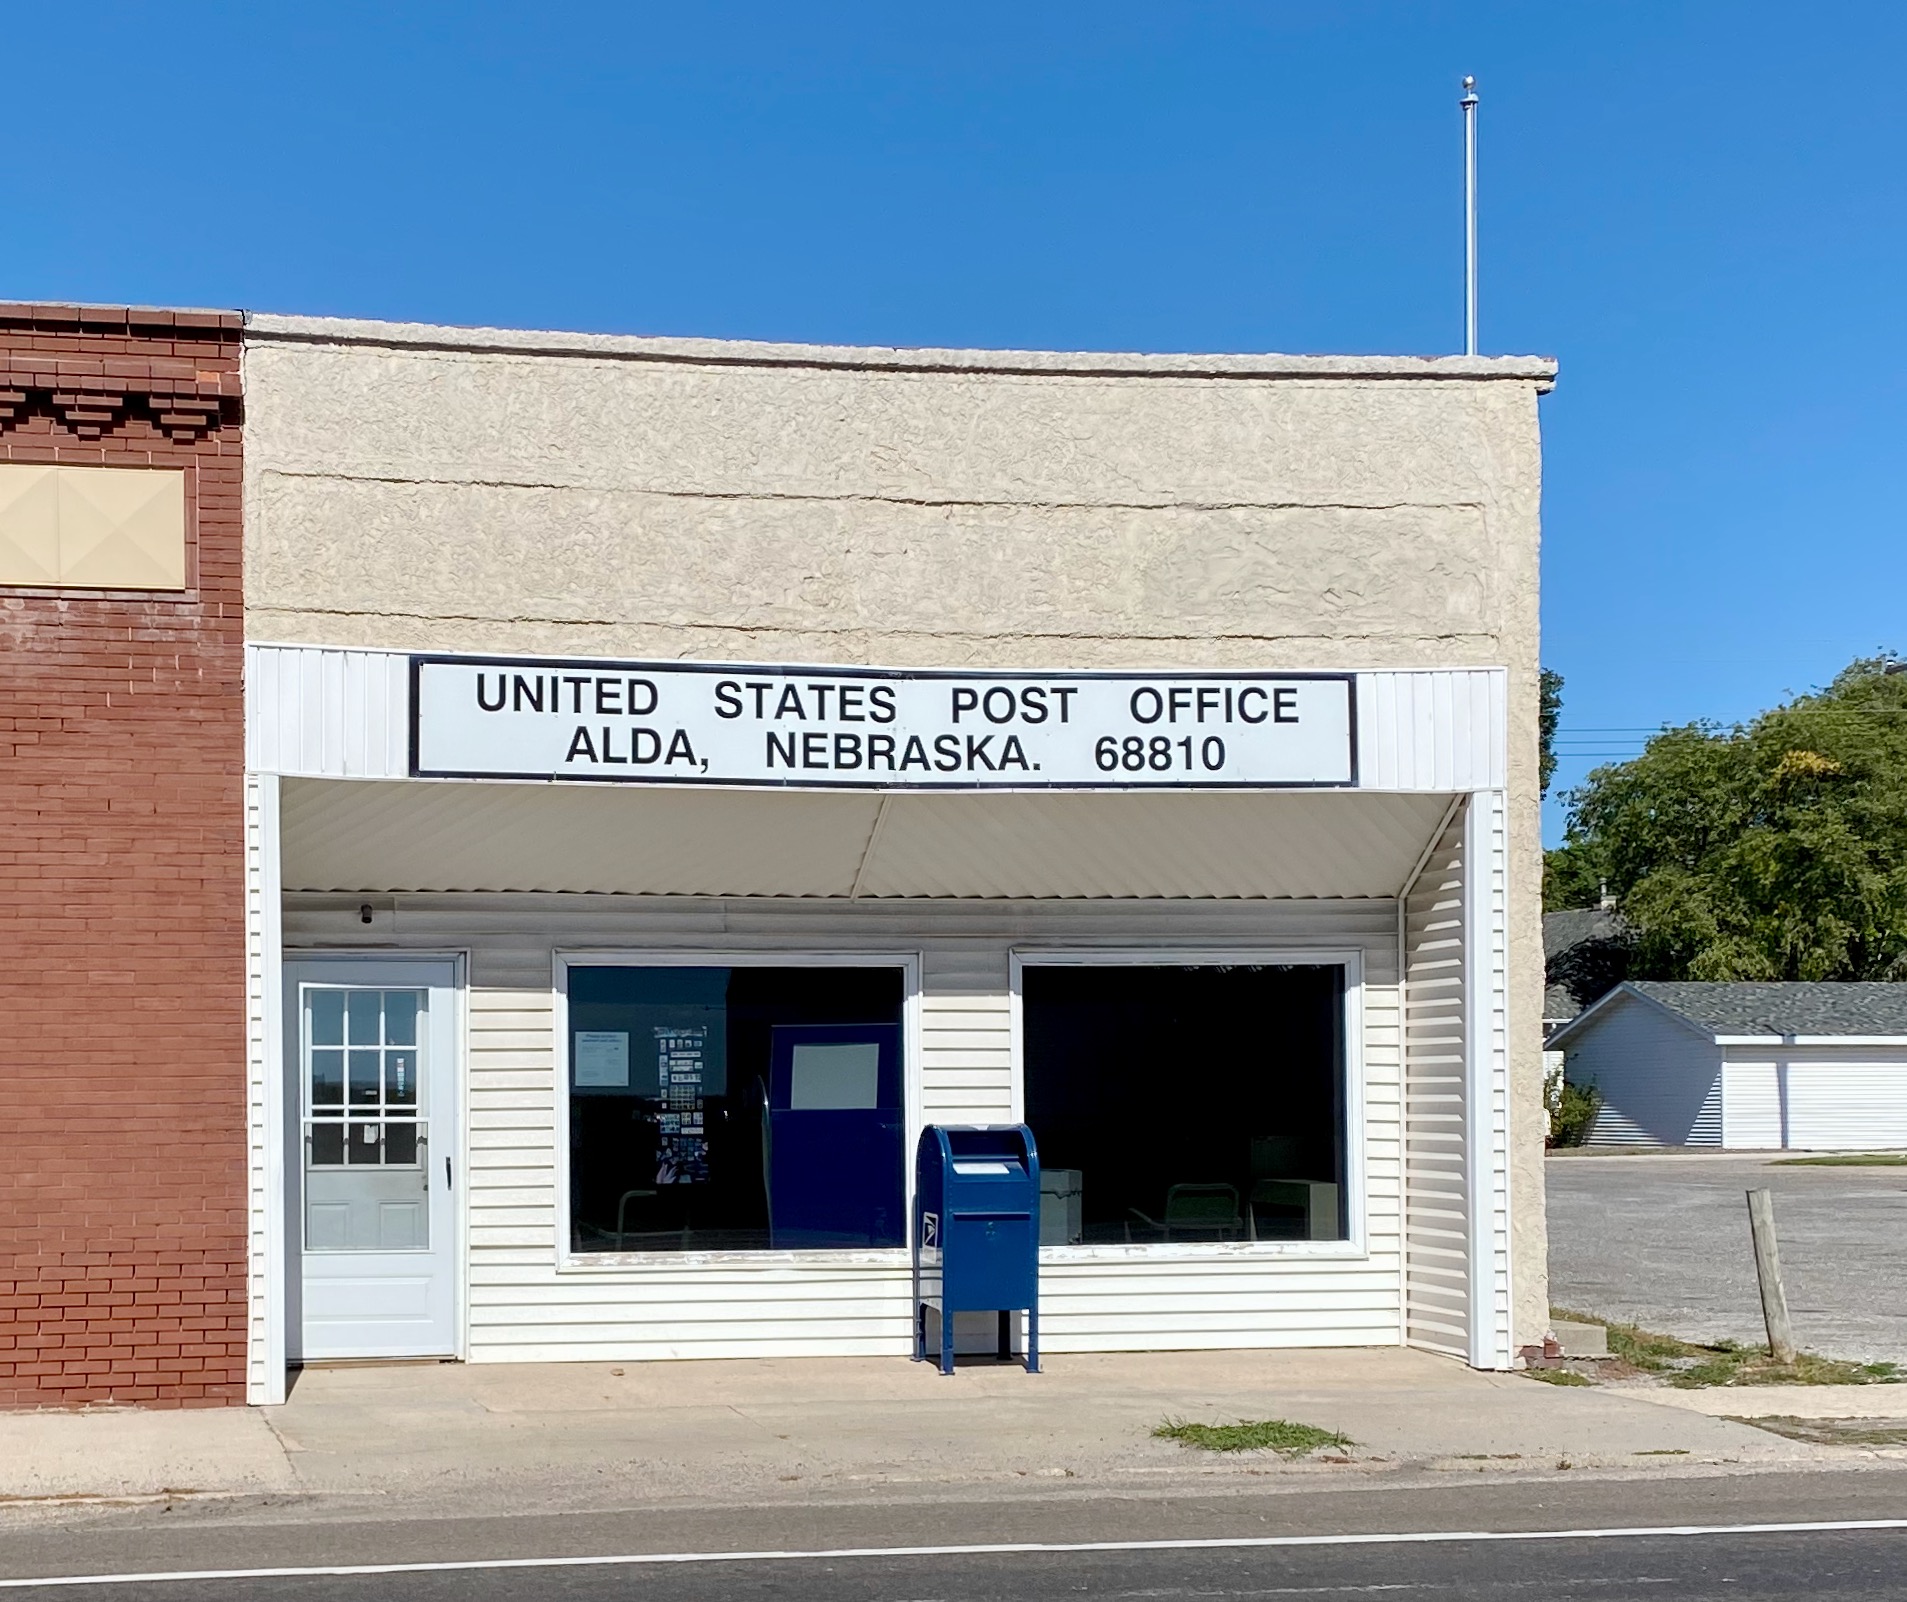 UNITED STATES POST OFFICE
ALDA, NEBRASKA. 68810